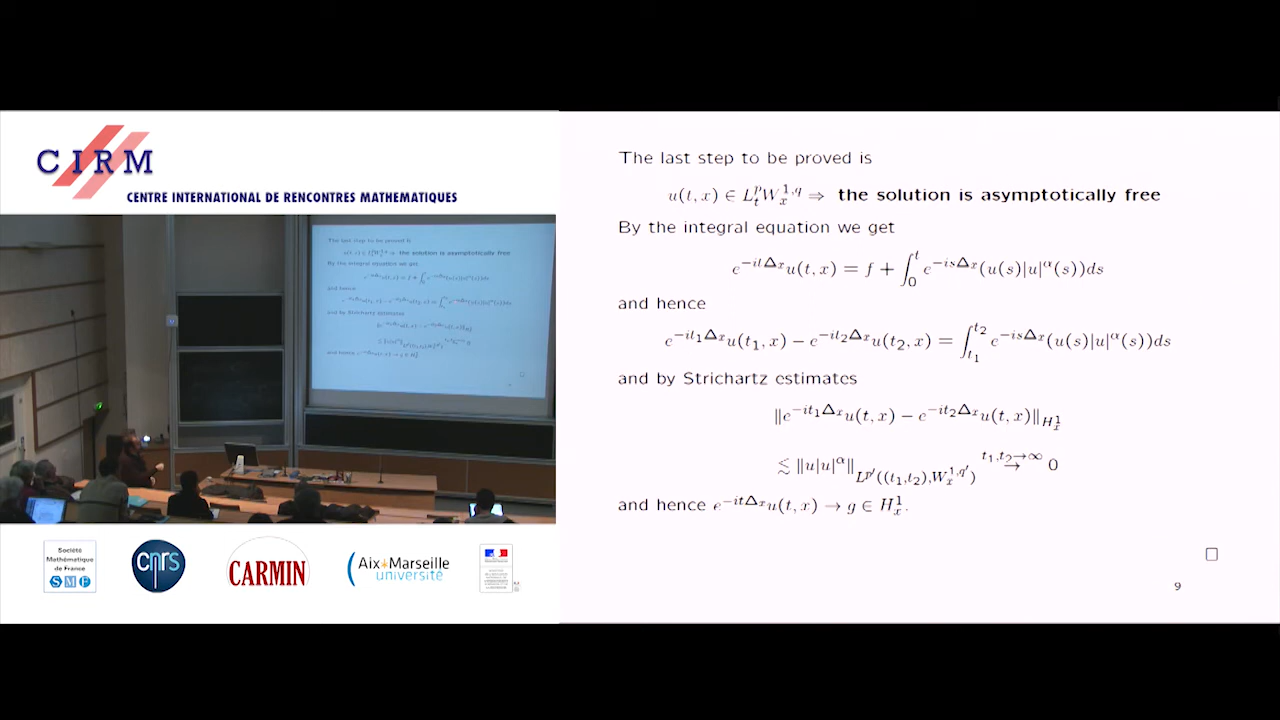 CIRM
CENTRE INTERNATIONAL DE RENCONTRES MATHEMATIQUES
The last step to be proved is
u(t, x) ∈ L^p_t W^{1,q}_x ⇒ the solution is asymptotically free
By the integral equation we get
e^{-itΔ_x}u(t, x) = f + ∫_0^t e^{-isΔ_x}(u(s)|u|^α(s))ds
and hence
e^{-it_1Δ_x}u(t_1, x) − e^{-it_2Δ_x}u(t_2, x) = ∫_{t_1}^{t_2} e^{-isΔ_x}(u(s)|u|^α(s))ds
and by Strichartz estimates
‖e^{-it_1Δ_x}u(t, x) − e^{-it_2Δ_x}u(t, x)‖_{H^1_x}
≲ ‖u|u|^α‖_{L^{p'}((t_1,t_2),W^{1,q'}_x)} →^{t_1,t_2→∞} 0
and hence e^{-itΔ_x}u(t, x) → g ∈ H^1_x.
9
Société
Mathématique
de France
SMF
cnrs
CARMIN
Aix Marseille
université